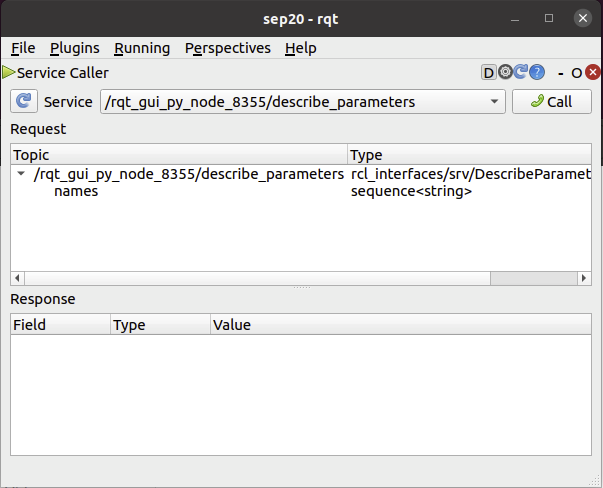 sep20 - rqt
File Plugins Running Perspectives Help
Service Caller D - O
Service /rqt_gui_py_node_8355/describe_parameters Call
Request
Topic Type
/rqt_gui_py_node_8355/describe_parameters rcl_interfaces/srv/DescribeParamet
names sequence<string>
Response
Field Type Value